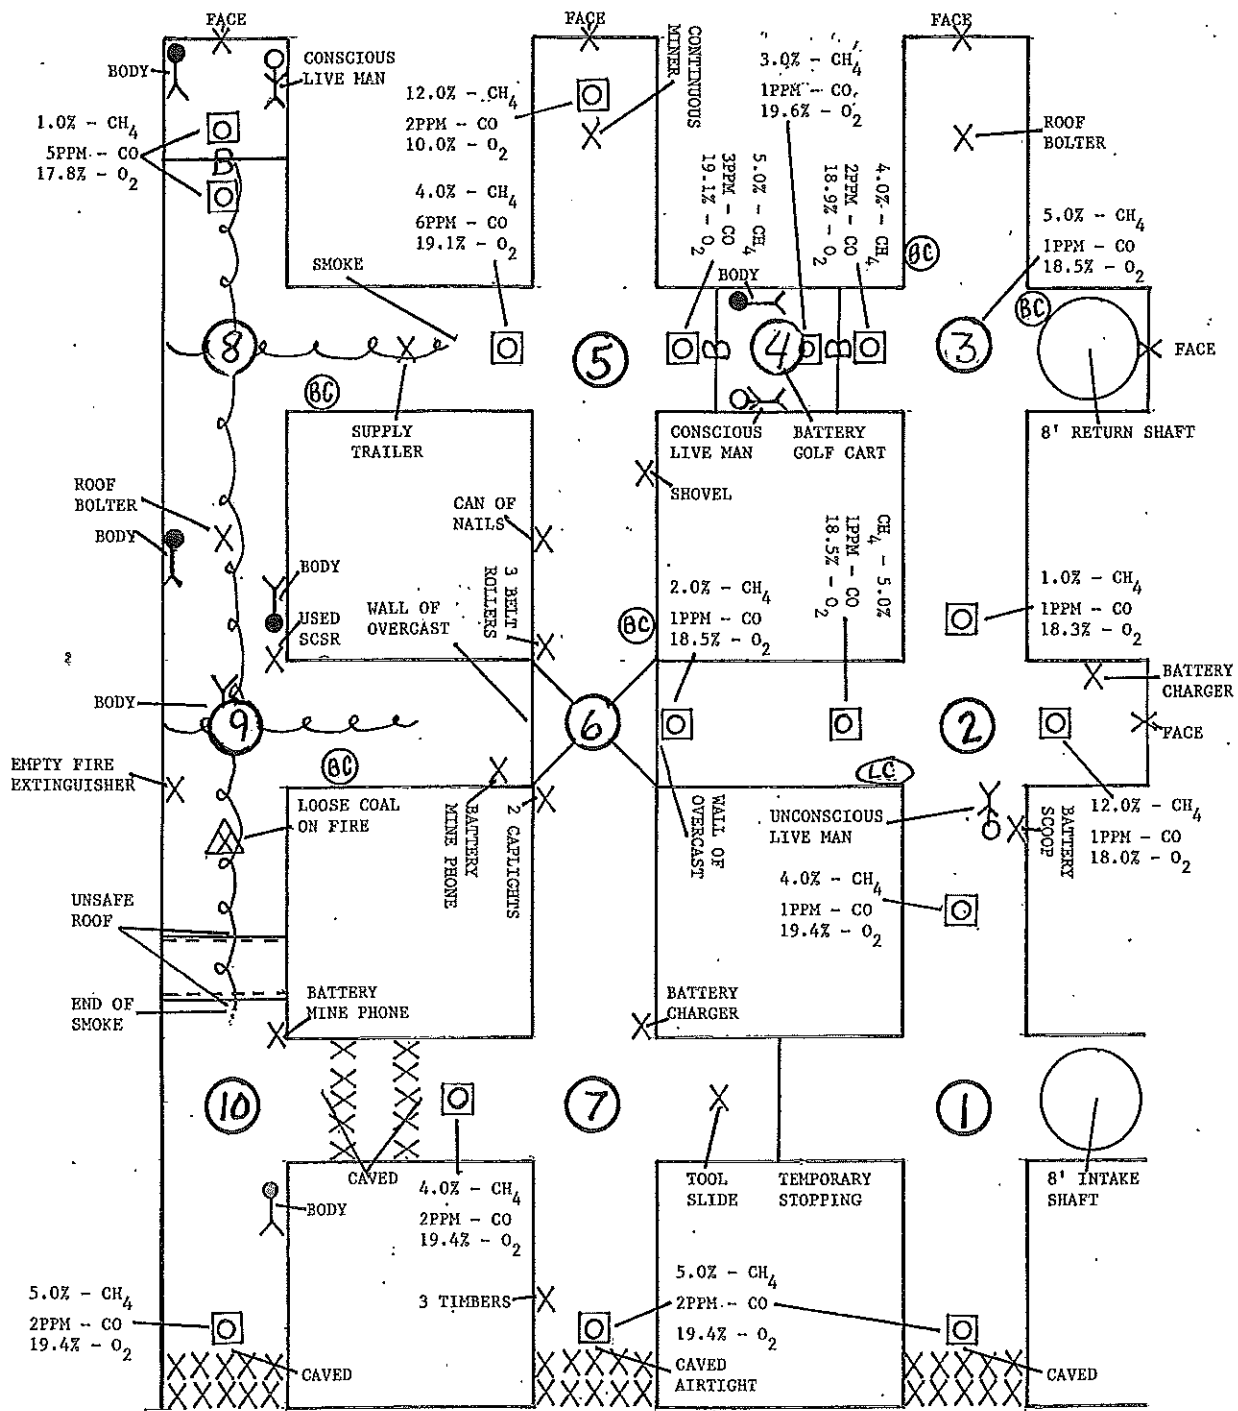 FACE
FACE
FACE
BODY
CONSCIOUS
LIVE MAN
CONTINUOUS
MINER
3.0% - CH4
1PPM - CO
19.6% - O2
12.0% - CH4
2PPM - CO
10.0% - O2
1.0% - CH4
5PPM - CO
17.8% - O2
ROOF
BOLTER
B
5.0% - CH4
3PPM - CO
19.1% - O2
4.0% - CH4
2PPM - CO
18.9% - O2
4.0% - CH4
6PPM - CO
19.1% - O2
5.0% - CH4
1PPM - CO
18.5% - O2
SMOKE
BODY
BC
BC
8
5
B
4
B
3
FACE
BC
SUPPLY
TRAILER
CONSCIOUS
LIVE MAN
BATTERY
GOLF CART
8' RETURN SHAFT
SHOVEL
ROOF
BOLTER
CAN OF
NAILS
BODY
CH4 - 5.0%
1PPM - CO
18.5% - O2
BODY
3 BELT
ROLLERS
WALL OF
OVERCAST
2.0% - CH4
1PPM - CO
18.5% - O2
1.0% - CH4
1PPM - CO
18.3% - O2
USED
SCSR
BC
BATTERY
CHARGER
BODY
9
6
2
FACE
BC
LC
EMPTY FIRE
EXTINGUISHER
LOOSE COAL
ON FIRE
BATTERY
MINE PHONE
2 CAPLIGHTS
WALL OF
OVERCAST
UNCONSCIOUS
LIVE MAN
BATTERY
SCOOP
12.0% - CH4
1PPM - CO
18.0% - O2
4.0% - CH4
1PPM - CO
19.4% - O2
UNSAFE
ROOF
END OF
SMOKE
BATTERY
MINE PHONE
BATTERY
CHARGER
10
7
1
CAVED
TOOL
SLIDE
TEMPORARY
STOPPING
8' INTAKE
SHAFT
BODY
4.0% - CH4
2PPM - CO
19.4% - O2
5.0% - CH4
2PPM - CO
19.4% - O2
3 TIMBERS
5.0% - CH4
2PPM - CO
19.4% - O2
CAVED
CAVED
AIRTIGHT
CAVED